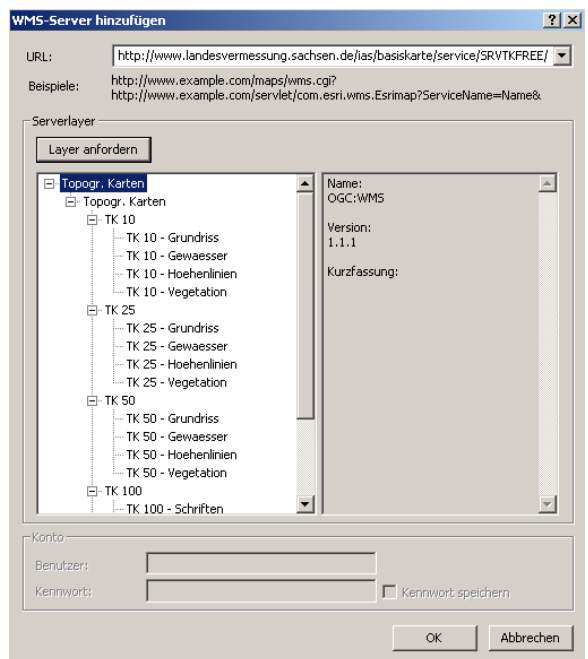 WMS-Server hinzufügen
URL:
http://www.landesvermessung.sachsen.de/ias/basiskarte/service/SRVTKFREE/
Beispiele:
http://www.example.com/maps/wms.cgi?
http://www.example.com/servlet/com.esri.wms.Esrimap?ServiceName=Name&
Serverlayer
Layer anfordern
Topogr. Karten
Topogr. Karten
TK 10
TK 10 - Grundriss
TK 10 - Gewaesser
TK 10 - Hoehenlinien
TK 10 - Vegetation
TK 25
TK 25 - Grundriss
TK 25 - Gewaesser
TK 25 - Hoehenlinien
TK 25 - Vegetation
TK 50
TK 50 - Grundriss
TK 50 - Gewaesser
TK 50 - Hoehenlinien
TK 50 - Vegetation
TK 100
TK 100 - Schriften
Name:
OGC:WMS
Version:
1.1.1
Kurzfassung:
Konto
Benutzer:
Kennwort:
Kennwort speichern
OK
Abbrechen